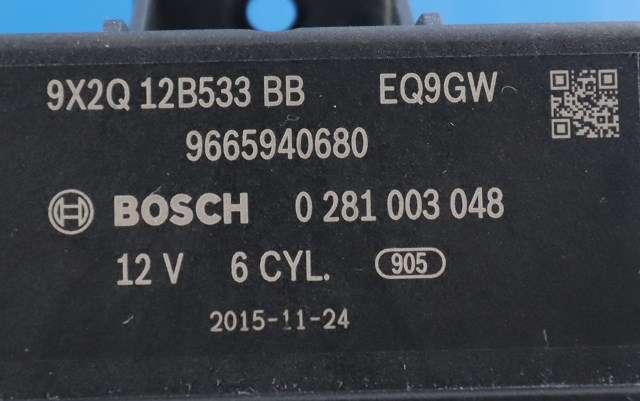 9X2Q 12B533 BB EQ9GW
9665940680
BOSCH 0 281 003 048
12 V 6 CYL. 905
2015-11-24